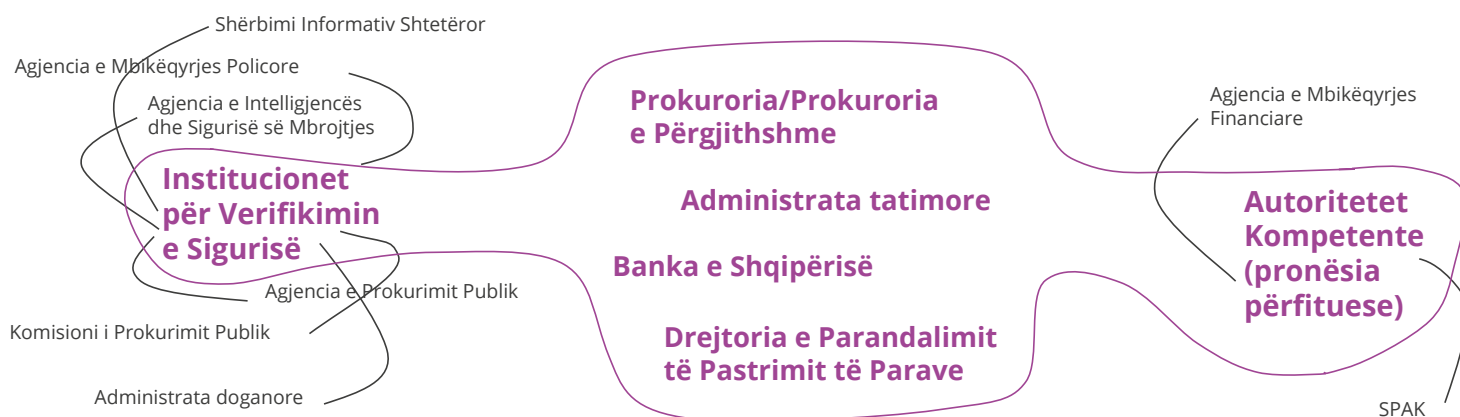 Shërbimi Informativ Shtetëror
Agjencia e Mbikëqyrjes Policore
Agjencia e Intelligjencës
dhe Sigurisë së Mbrojtjes
Institucionet
për Verifikimin
e Sigurisë
Agjencia e Prokurimit Publik
Komisioni i Prokurimit Publik
Administrata doganore
Prokuroria/Prokuroria
e Përgjithshme
Administrata tatimore
Banka e Shqipërisë
Drejtoria e Parandalimit
të Pastrimit të Parave
Agjencia e Mbikëqyrjes
Financiare
Autoritetet
Kompetente
(pronësia
përfituese)
SPAK